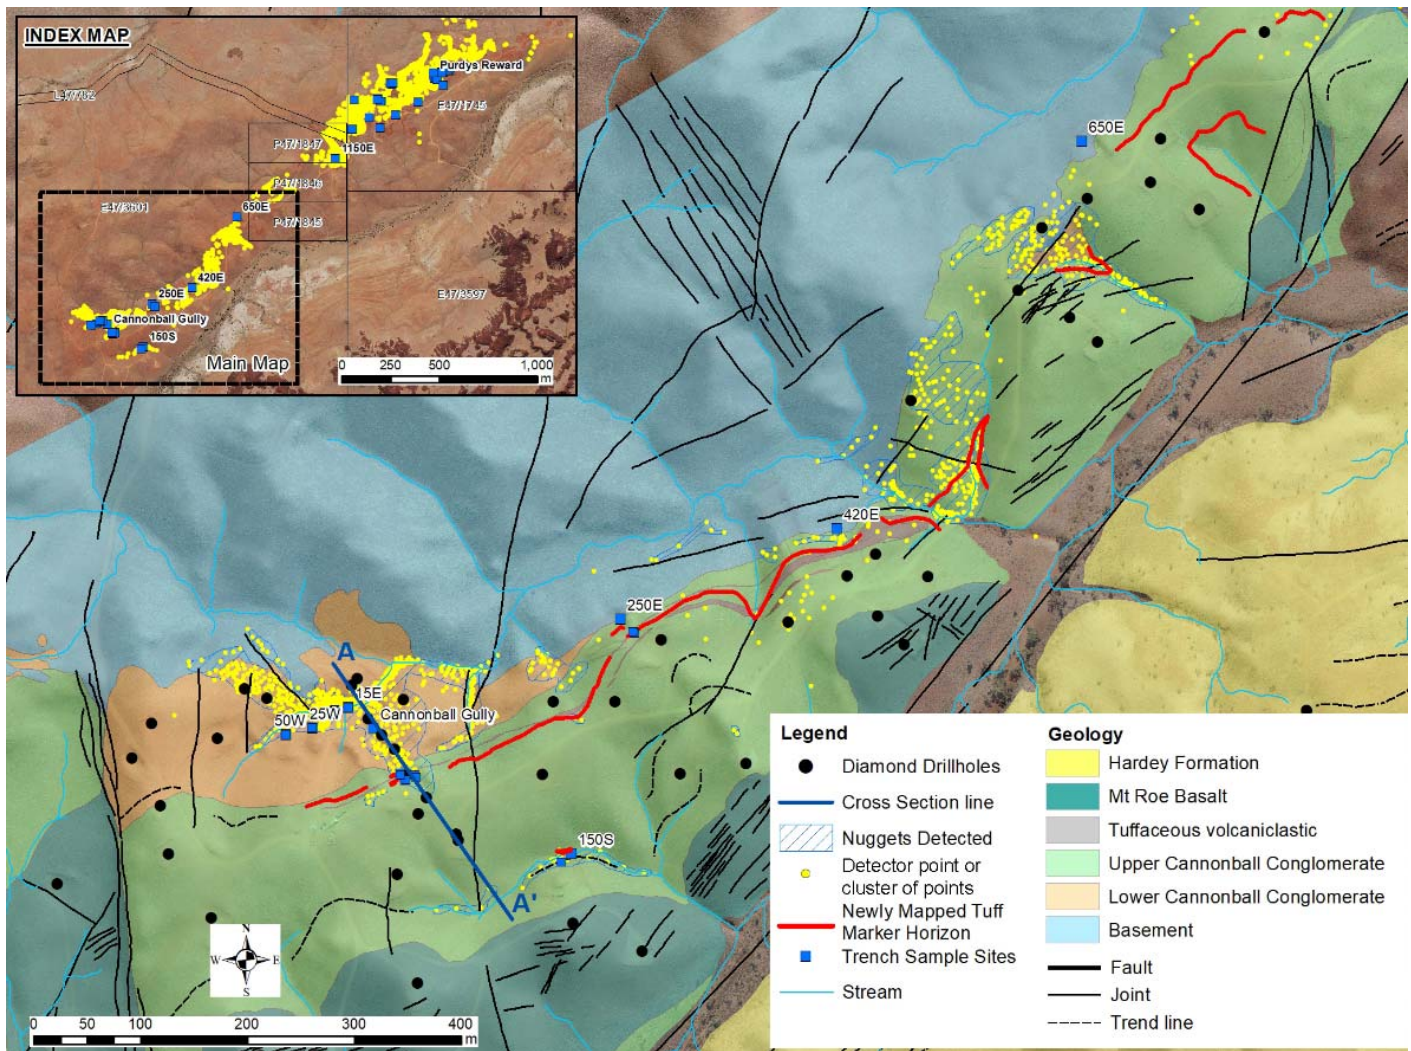 INDEX MAP
Purdys Reward
L47/782
E47/1745
P47/1847
1150E
P47/1846
E47/3601
650E
P47/1845
420E
250E
E47/3597
Cannonball Gully
150S
Main Map
0 250 500 1,000
m
650E
420E
250E
A
15E
25W
50W
Cannonball Gully
150S
A'
N
W E
S
0 50 100 200 300 400
m
Legend
Diamond Drillholes
Cross Section line
Nuggets Detected
Detector point or
cluster of points
Newly Mapped Tuff
Marker Horizon
Trench Sample Sites
Stream
Geology
Hardey Formation
Mt Roe Basalt
Tuffaceous volcaniclastic
Upper Cannonball Conglomerate
Lower Cannonball Conglomerate
Basement
Fault
Joint
Trend line